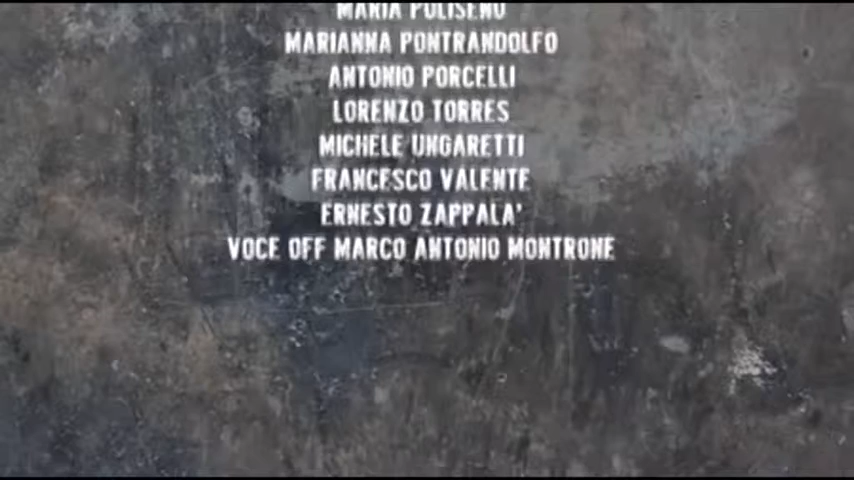 MARIA POLISENO
MARIANNA PONTRANDOLFO
ANTONIO PORCELLI
LORENZO TORRES
MICHELE UNGARETTI
FRANCESCO VALENTE
ERNESTO ZAPPALA'
VOCE OFF MARCO ANTONIO MONTRONE